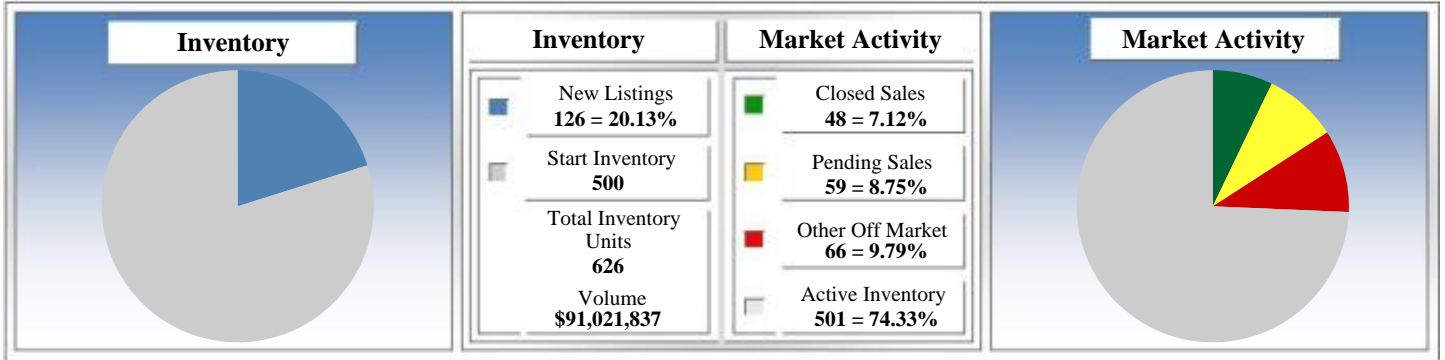 Inventory
Inventory
New Listings
126 = 20.13%
Start Inventory
500
Total Inventory
Units
626
Volume
$91,021,837
Market Activity
Closed Sales
48 = 7.12%
Pending Sales
59 = 8.75%
Other Off Market
66 = 9.79%
Active Inventory
501 = 74.33%
Market Activity